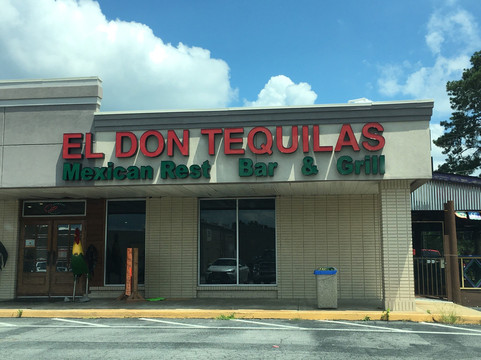 EL DON TEQUILAS
Mexican Rest Bar & Grill